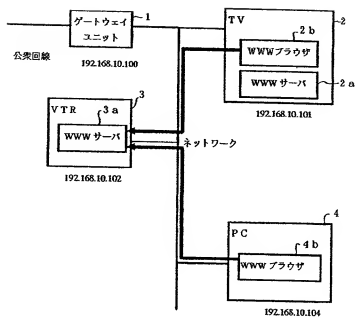 ゲートウェイ
ユニット
1
公衆回線
192.168.10.100
TV
2
2b
WWWブラウザ
WWWサーバ
2a
192.168.10.101
VTR
3
3a
WWWサーバ
192.168.10.102
ネットワーク
PC
4
4b
WWWブラウザ
192.168.10.104